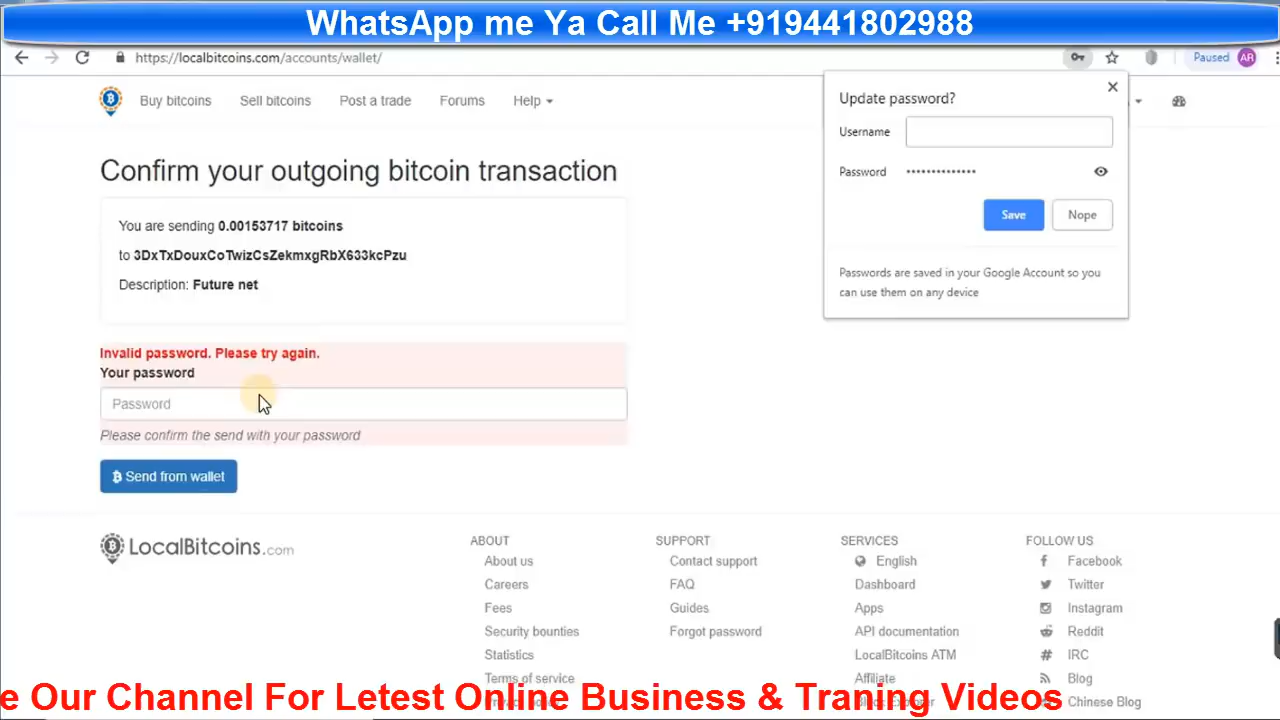 WhatsApp me Ya Call Me +919441802988
https://localbitcoins.com/accounts/wallet/
Paused AR
Buy bitcoins Sell bitcoins Post a trade Forums Help
Update password?
Username
Password ••••••••••••••
Save Nope
Passwords are saved in your Google Account so you
can use them on any device
Confirm your outgoing bitcoin transaction
You are sending 0.00153717 bitcoins
to 3DxTxDouxCoTwizCsZekmxgRbX633kcPzu
Description: Future net
Invalid password. Please try again.
Your password
Password
Please confirm the send with your password
Send from wallet
LocalBitcoins.com
ABOUT
About us
Careers
Fees
Security bounties
Statistics
Terms of service
SUPPORT
Contact support
FAQ
Guides
Forgot password
SERVICES
English
Dashboard
Apps
API documentation
LocalBitcoins ATM
Affiliate
FOLLOW US
Facebook
Twitter
Instagram
Reddit
IRC
Blog
Chinese Blog
e Our Channel For Letest Online Business & Traning Videos